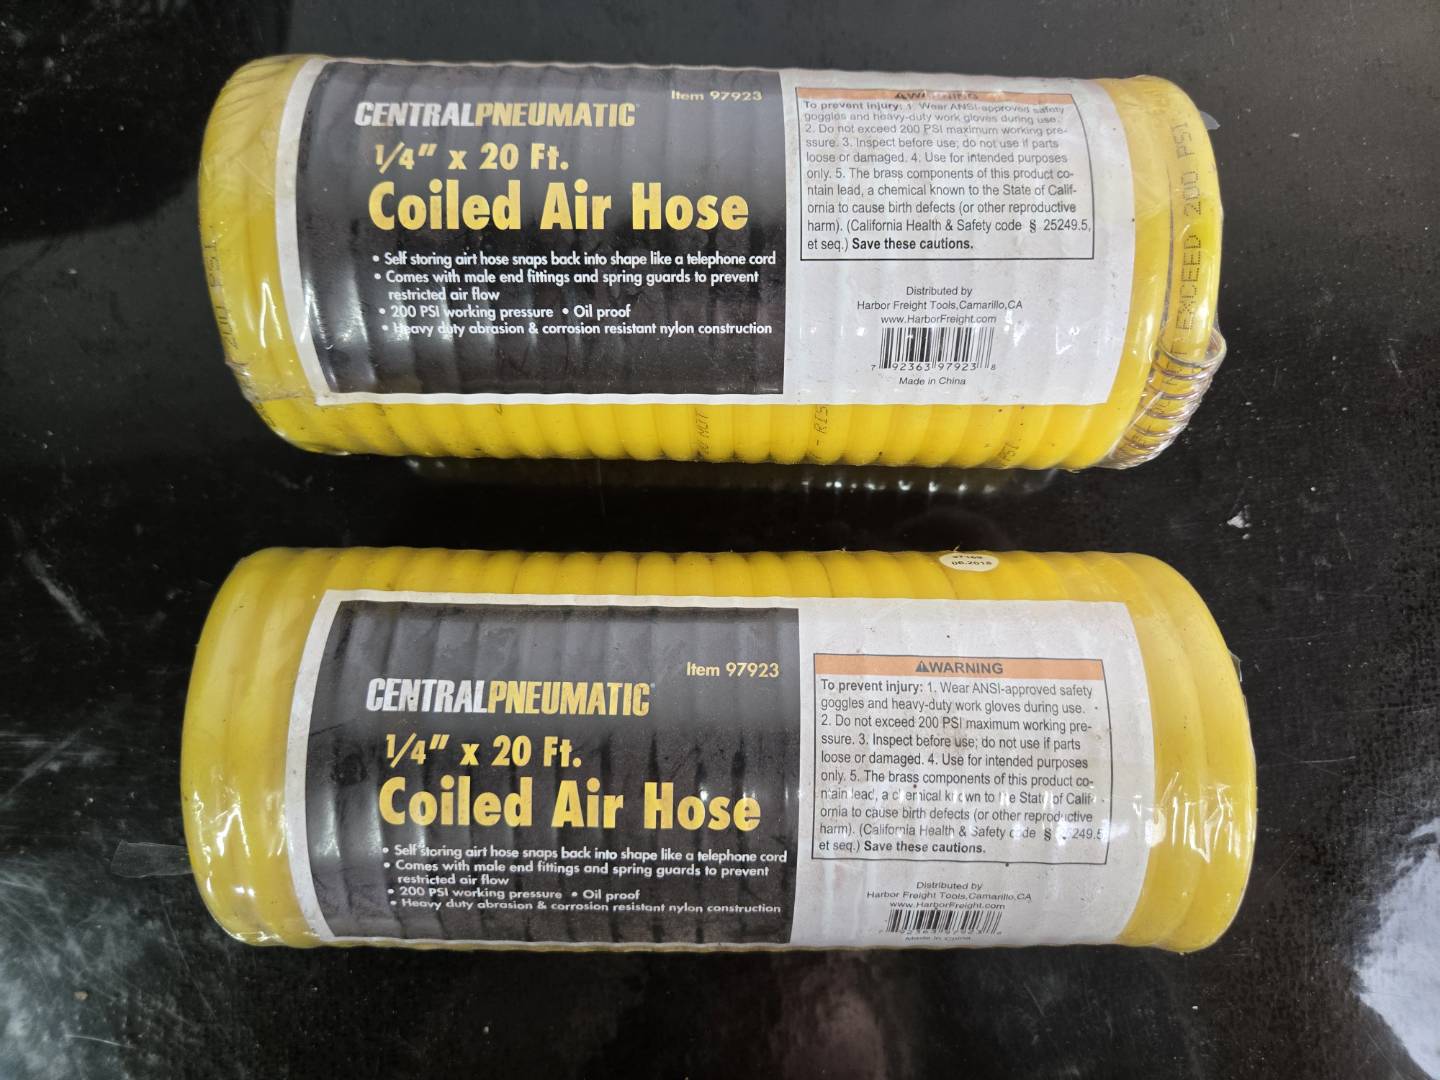 Item 97923
CENTRALPNEUMATIC
1/4" x 20 Ft.
Coiled Air Hose
• Self storing airt hose snaps back into shape like a telephone cord
• Comes with male end fittings and spring guards to prevent
restricted air flow
• 200 PSI working pressure • Oil proof
• Heavy duty abrasion & corrosion resistant nylon construction
WARNING
To prevent injury: 1. Wear ANSI-approved safety
goggles and heavy-duty work gloves during use.
2. Do not exceed 200 PSI maximum working pre-
ssure. 3. Inspect before use; do not use if parts
loose or damaged. 4. Use for intended purposes
only. 5. The brass components of this product co-
ntain lead, a chemical known to the State of Calif-
ornia to cause birth defects (or other reproductive
harm). (California Health & Safety code § 25249.5,
et seq.) Save these cautions.
Distributed by
Harbor Freight Tools,Camarillo,CA
www.HarborFreight.com
7 92363 97923 8
Made in China
EXCEED 200 PSI
200 PSI
NOT
- RIS
PSI.
06.2018
Item 97923
CENTRALPNEUMATIC
1/4" x 20 Ft.
Coiled Air Hose
• Self storing airt hose snaps back into shape like a telephone cord
• Comes with male end fittings and spring guards to prevent
restricted air flow
• 200 PSI working pressure • Oil proof
• Heavy duty abrasion & corrosion resistant nylon construction
WARNING
To prevent injury: 1. Wear ANSI-approved safety
goggles and heavy-duty work gloves during use.
2. Do not exceed 200 PSI maximum working pre-
ssure. 3. Inspect before use; do not use if parts
loose or damaged. 4. Use for intended purposes
only. 5. The brass components of this product co-
ntain lead, a chemical known to the State of Calif-
ornia to cause birth defects (or other reproductive
harm). (California Health & Safety code § 25249.5
et seq.) Save these cautions.
Distributed by
Harbor Freight Tools,Camarillo,CA
www.HarborFreight.com
7 92363 97923 8
Made in China